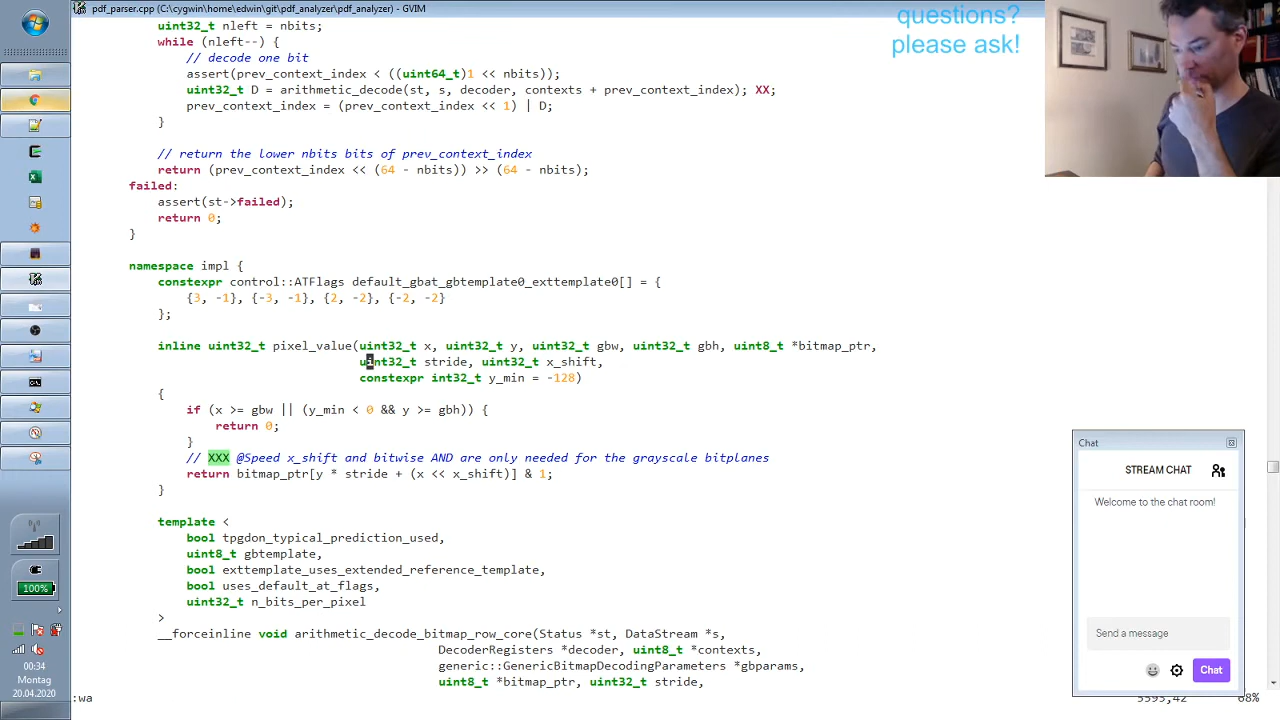 pdf_parser.cpp (C:\cygwin\home\edwin\git\pdf_analyzer\pdf_analyzer) - GVIM
questions?
please ask!
uint32_t nleft = nbits;
while (nleft--) {
// decode one bit
assert(prev_context_index < ((uint64_t)1 << nbits));
uint32_t D = arithmetic_decode(st, s, decoder, contexts + prev_context_index); XX;
prev_context_index = (prev_context_index << 1) | D;
}
// return the lower nbits bits of prev_context_index
return (prev_context_index << (64 - nbits)) >> (64 - nbits);
failed:
assert(st->failed);
return 0;
}
namespace impl {
constexpr control::ATFlags default_gbat_gbtemplate0_exttemplate0[] = {
{3, -1}, {-3, -1}, {2, -2}, {-2, -2}
};
inline uint32_t pixel_value(uint32_t x, uint32_t y, uint32_t gbw, uint32_t gbh, uint8_t *bitmap_ptr,
uint32_t stride, uint32_t x_shift,
constexpr int32_t y_min = -128)
{
if (x >= gbw || (y_min < 0 && y >= gbh)) {
return 0;
}
// XXX @Speed x_shift and bitwise AND are only needed for the grayscale bitplanes
return bitmap_ptr[y * stride + (x << x_shift)] & 1;
}
template <
bool tpgdon_typical_prediction_used,
uint8_t gbtemplate,
bool exttemplate_uses_extended_reference_template,
bool uses_default_at_flags,
uint32_t n_bits_per_pixel
>
__forceinline void arithmetic_decode_bitmap_row_core(Status *st, DataStream *s,
DecoderRegisters *decoder, uint8_t *contexts,
generic::GenericBitmapDecodingParameters *gbparams,
uint8_t *bitmap_ptr, uint32_t stride,
:wa
5593,42
68%
Chat
STREAM CHAT
Welcome to the chat room!
Send a message
Chat
100%
00:34
Montag
20.04.2020